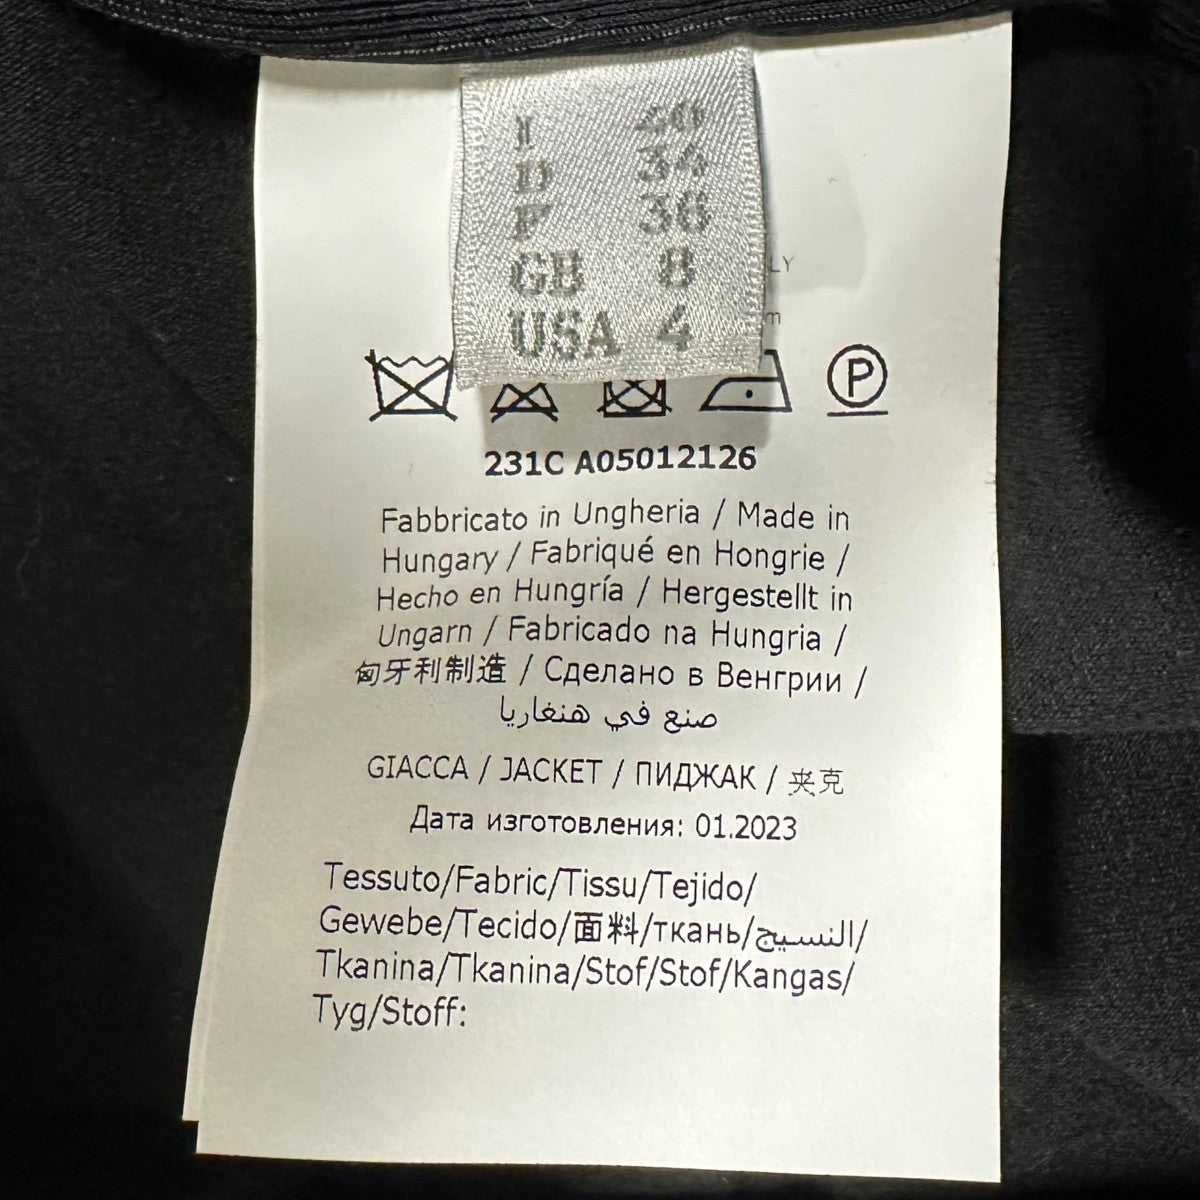 I 40
D 34
F 36
GB 8
USA 4
LY
m
P
231C A05012126
Fabbricato in Ungheria / Made in
Hungary / Fabriqué en Hongrie /
Hecho en Hungría / Hergestellt in
Ungarn / Fabricado na Hungria /
匈牙利制造 / Сделано в Венгрии /
صنع في هنغاريا
GIACCA / JACKET / ПИДЖАК / 夹克
Дата изготовления: 01.2023
Tessuto/Fabric/Tissu/Tejido/
Gewebe/Tecido/面料/ткань/النسيج/
Tkanina/Tkanina/Stof/Stof/Kangas/
Tyg/Stoff: